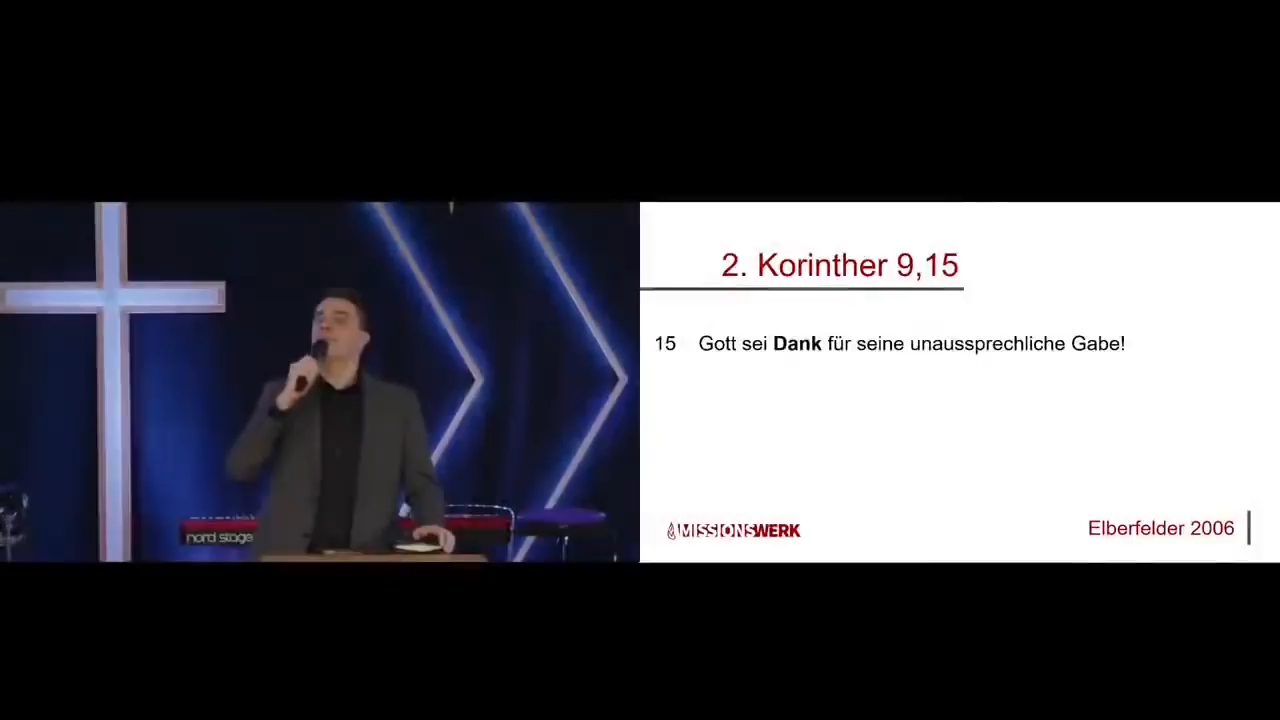 2. Korinther 9,15
15 Gott sei Dank für seine unaussprechliche Gabe!
nord stage
MISSIONSWERK
Elberfelder 2006